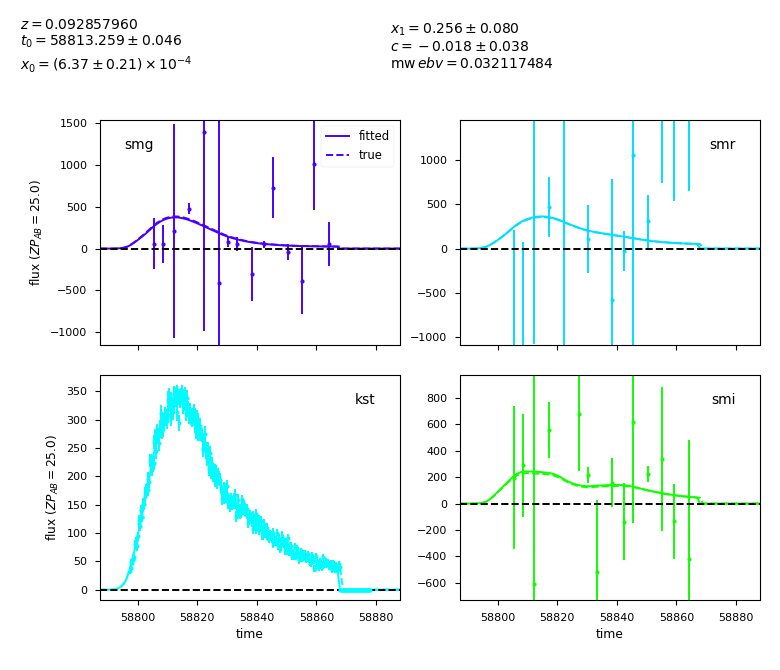 z = 0.092857960
t₀ = 58813.259 ± 0.046
x₀ = (6.37 ± 0.21) × 10⁻⁴
x₁ = 0.256 ± 0.080
c = −0.018 ± 0.038
mw ebv = 0.032117484
smg
fitted
true
1500
1000
500
0
−500
−1000
flux (ZP_AB = 25.0)
smr
1000
500
0
−500
−1000
kst
350
300
250
200
150
100
50
0
flux (ZP_AB = 25.0)
58800 58820 58840 58860 58880
time
smi
800
600
400
200
0
−200
−400
−600
58800 58820 58840 58860 58880
time